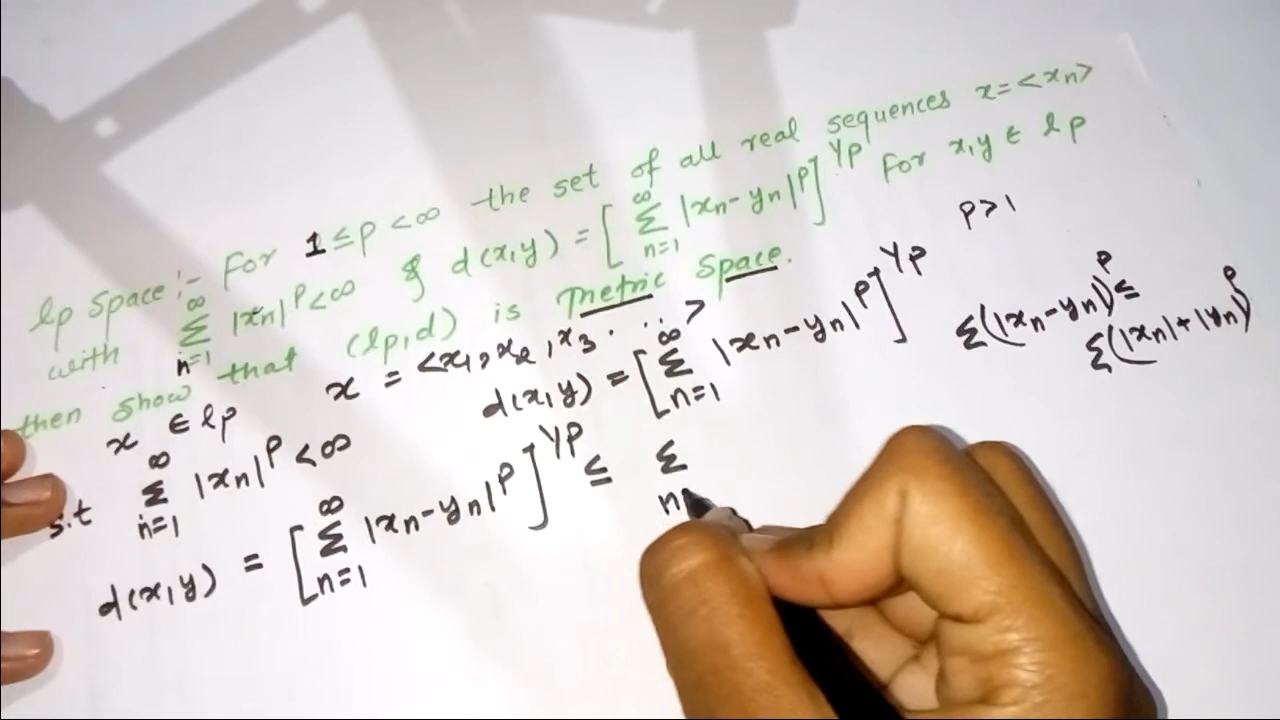 lp space :- For 1 ≤ p < ∞ the set of all real sequences x = <xn>
with ∞ Σ n=1 |xn|^p < ∞ & d(x,y) = [ ∞ Σ n=1 |xn - yn|^p ]^1/p For x,y ∈ lp
then show that (lp,d) is metric space.
p > 1
x ∈ lp x = <x1, x2, x3 . . . . >
d(x,y) = [ ∞ Σ n=1 |xn - yn|^p ]^1/p
Σ(|xn - yn|)^p ≤
Σ(|xn| + |yn|)^p
s.t ∞ Σ n=1 |xn|^p < ∞
d(x,y) = [ ∞ Σ n=1 |xn - yn|^p ]^1/p ≤ Σ n